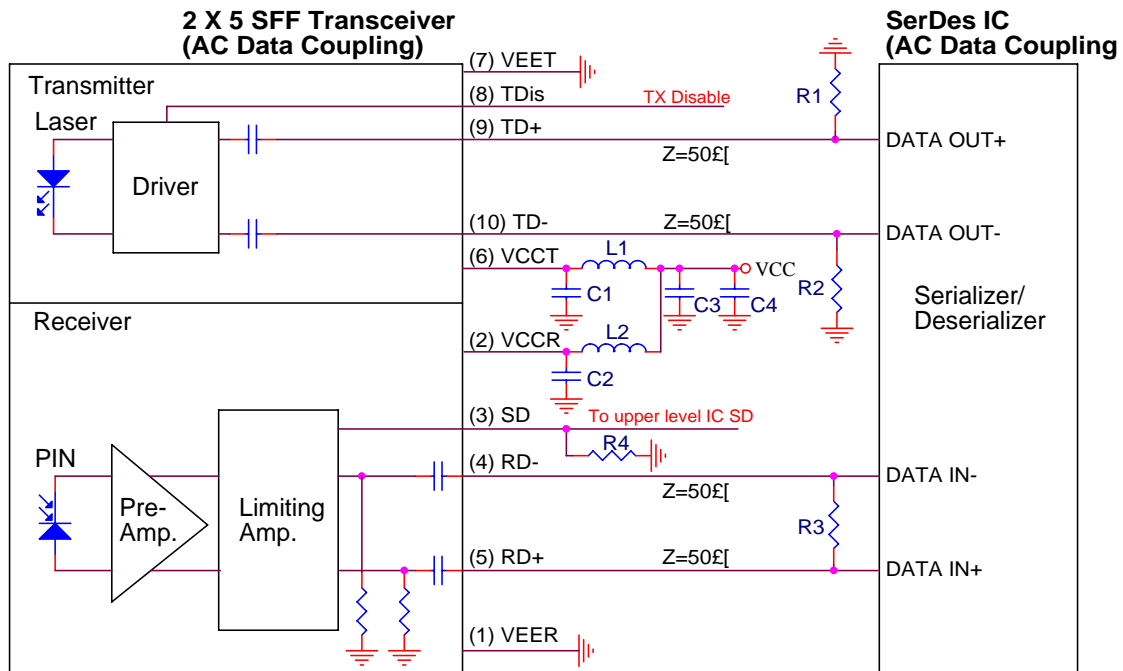 2 X 5 SFF Transceiver
(AC Data Coupling)
SerDes IC
(AC Data Coupling
(7) VEET
Transmitter
(8) TDis
TX Disable
R1
Laser
(9) TD+
DATA OUT+
Z=50£[
Driver
(10) TD-
Z=50£[
DATA OUT-
L1
(6) VCCT
VCC
C1
C3
C4
R2
Serializer/
Deserializer
Receiver
L2
(2) VCCR
C2
(3) SD
To upper level IC SD
R4
PIN
(4) RD-
DATA IN-
Z=50£[
Pre-
Amp.
Limiting
Amp.
R3
(5) RD+
Z=50£[
DATA IN+
(1) VEER